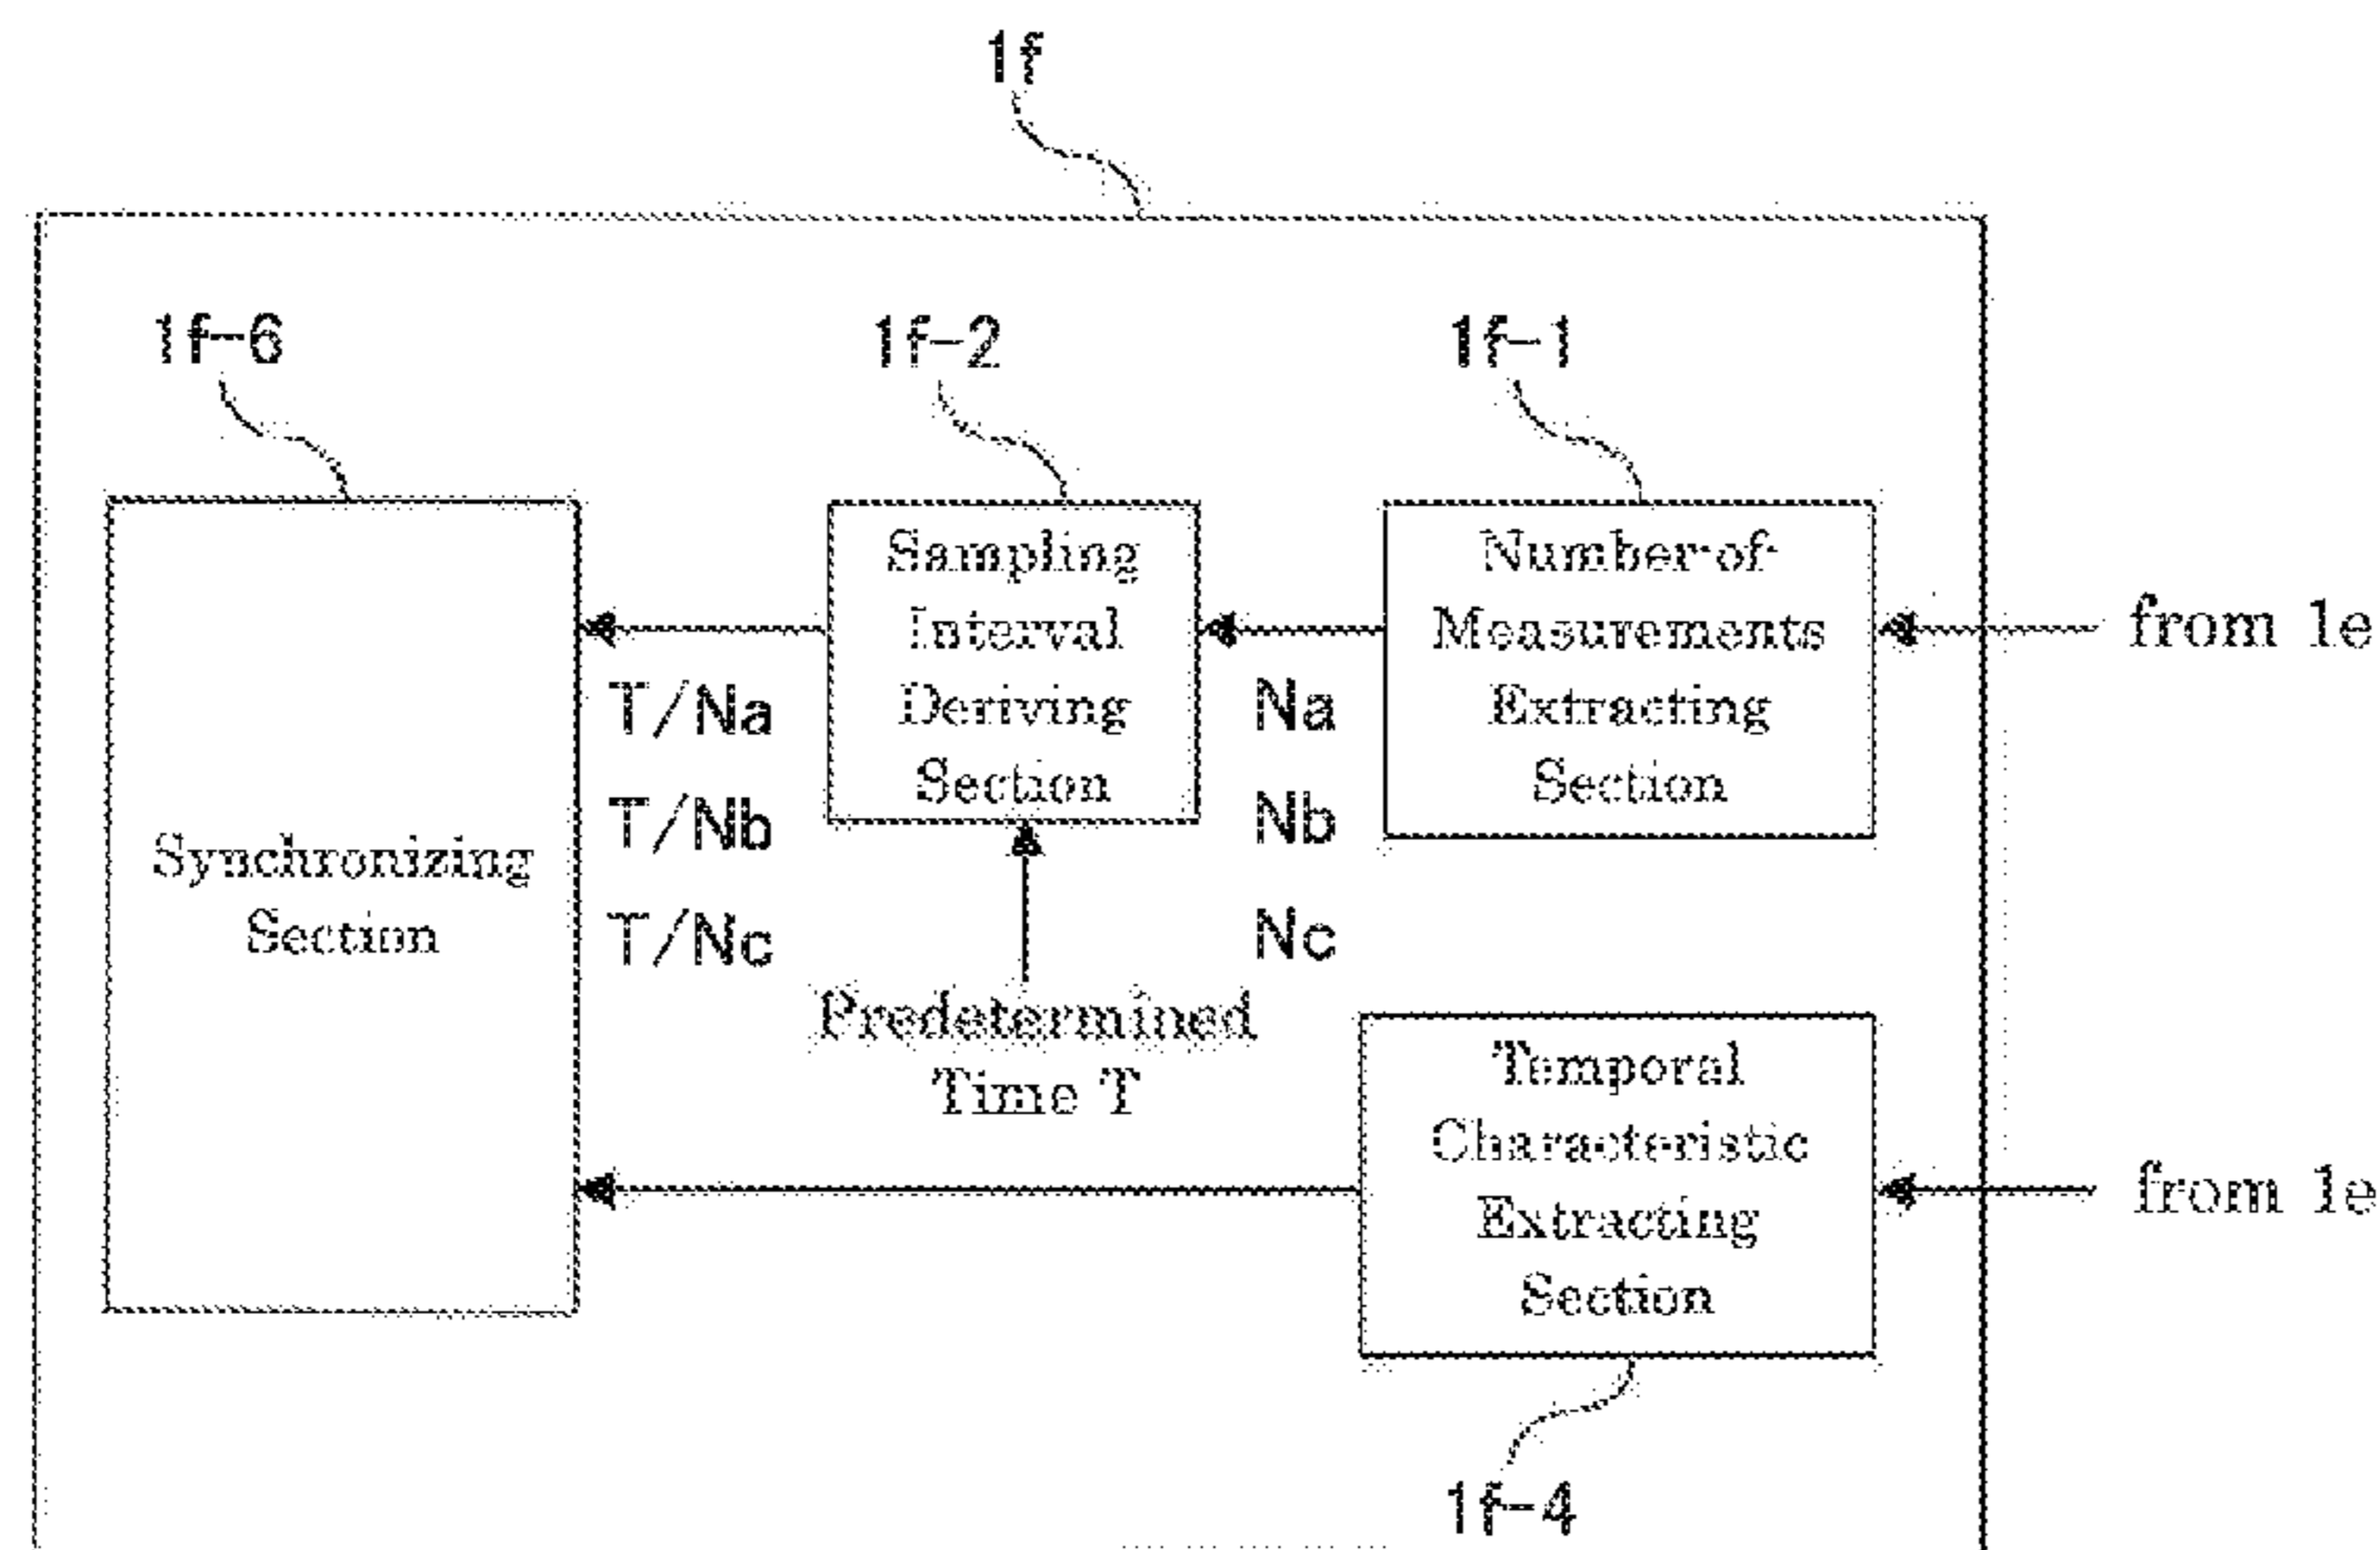 1f
1f-6
1f-2
1f-1
Sampling
Interval
Deriving
Section
Number-of-
Measurements
Extracting
Section
from 1e
T/Na
T/Nb
T/Nc
Na
Nb
Nc
Synchronizing
Section
Predetermined
Time T
Temporal
Characteristic
Extracting
Section
from 1e
1f-4